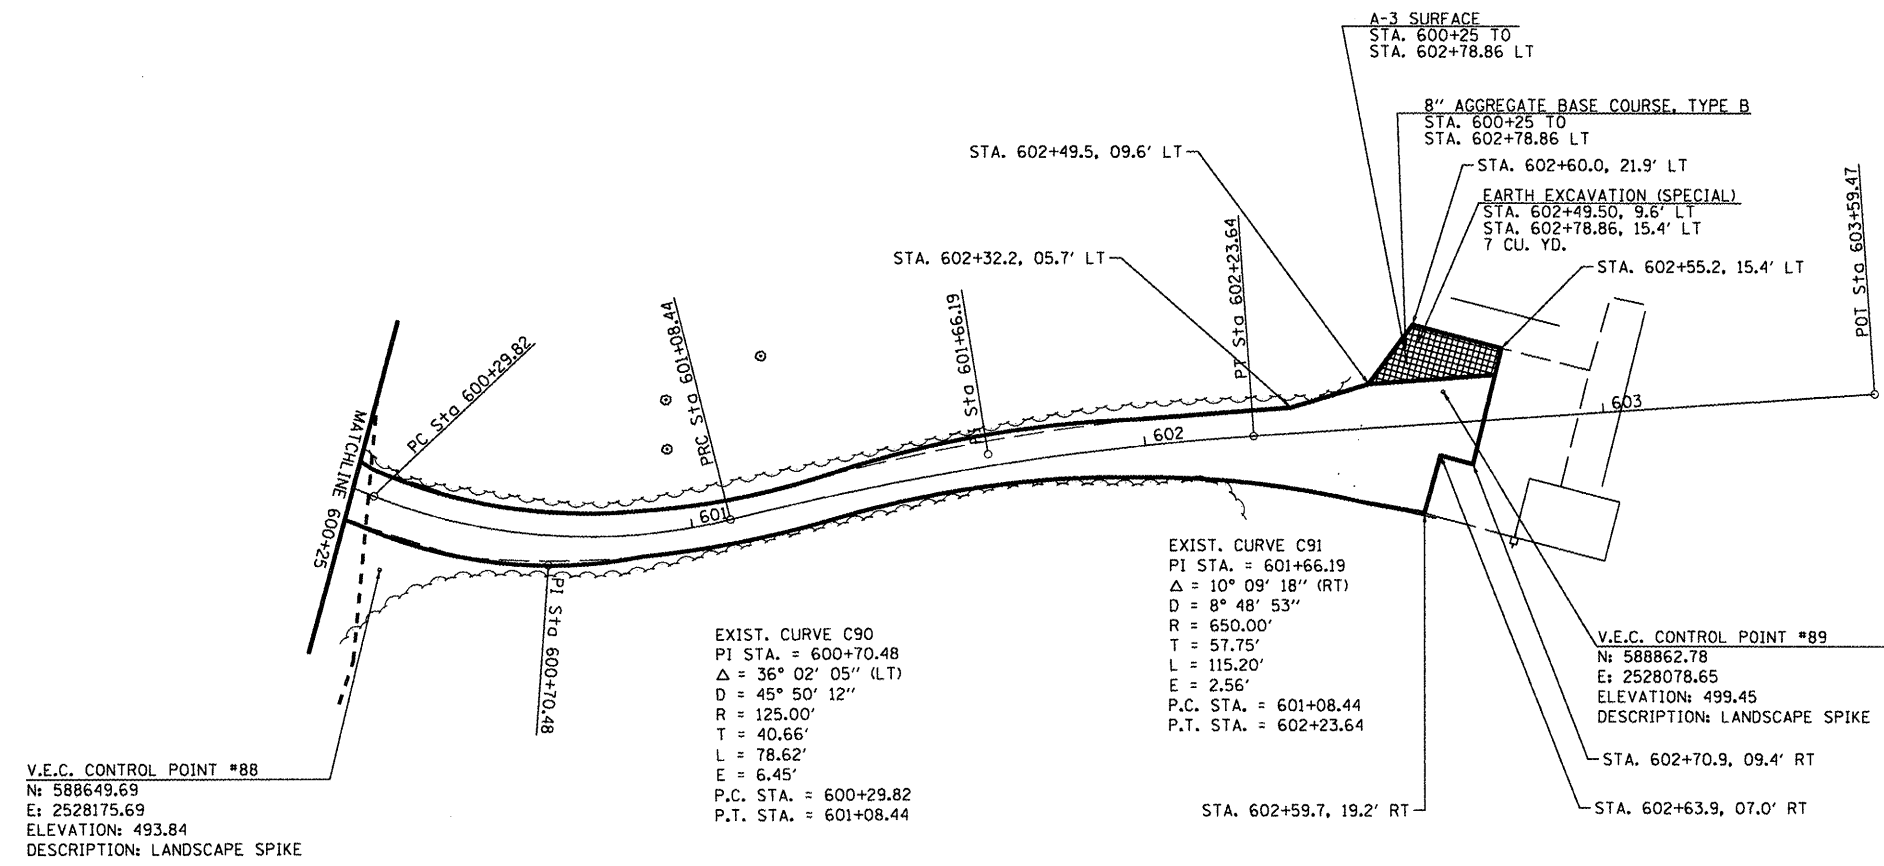 A-3 SURFACE
STA. 600+25 TO
STA. 602+78.86 LT
8" AGGREGATE BASE COURSE, TYPE B
STA. 600+25 TO
STA. 602+78.86 LT
STA. 602+49.5, 09.6' LT
STA. 602+60.0, 21.9' LT
EARTH EXCAVATION (SPECIAL)
STA. 602+49.50, 9.6' LT
STA. 602+78.86, 15.4' LT
7 CU. YD.
STA. 602+32.2, 05.7' LT
STA. 602+55.2, 15.4' LT
POT Sta 603+59.47
PT Sta 602+23.64
Sta 601+66.19
PRC Sta 601+08.44
PC Sta 600+29.82
MATCHLINE 600+25
601
602
603
PI Sta 600+70.48
EXIST. CURVE C90
PI STA. = 600+70.48
Δ = 36° 02' 05" (LT)
D = 45° 50' 12"
R = 125.00'
T = 40.66'
L = 78.62'
E = 6.45'
P.C. STA. = 600+29.82
P.T. STA. = 601+08.44
EXIST. CURVE C91
PI STA. = 601+66.19
Δ = 10° 09' 18" (RT)
D = 8° 48' 53"
R = 650.00'
T = 57.75'
L = 115.20'
E = 2.56'
P.C. STA. = 601+08.44
P.T. STA. = 602+23.64
V.E.C. CONTROL POINT #89
N: 588862.78
E: 2528078.65
ELEVATION: 499.45
DESCRIPTION: LANDSCAPE SPIKE
STA. 602+70.9, 09.4' RT
STA. 602+63.9, 07.0' RT
STA. 602+59.7, 19.2' RT
V.E.C. CONTROL POINT #88
N: 588649.69
E: 2528175.69
ELEVATION: 493.84
DESCRIPTION: LANDSCAPE SPIKE